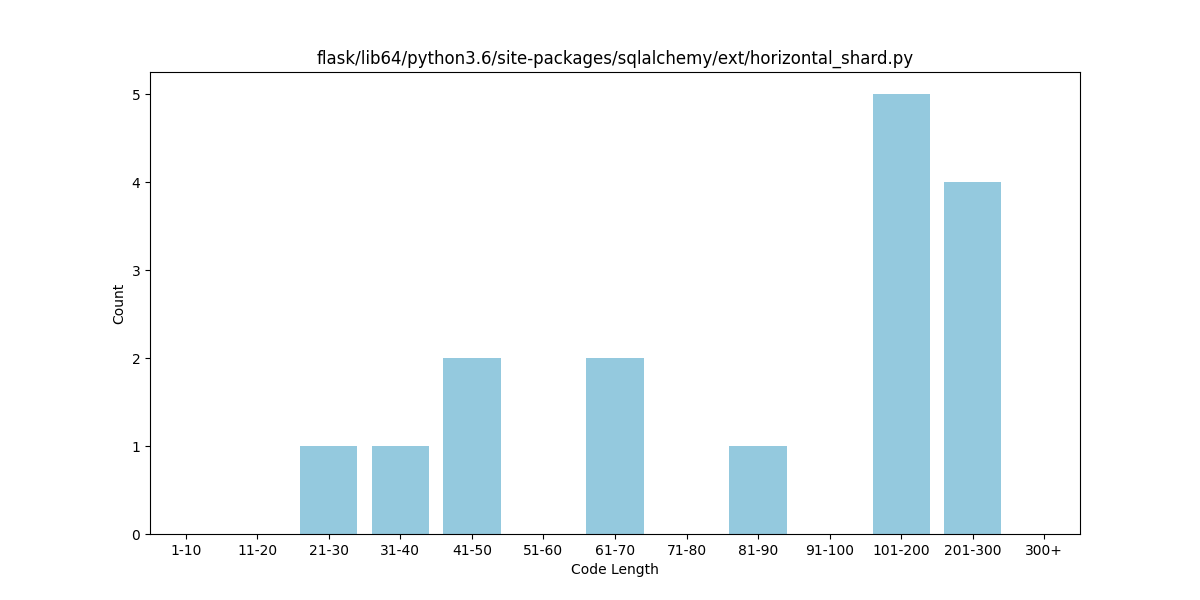 flask/lib64/python3.6/site-packages/sqlalchemy/ext/horizontal_shard.py
5
4
3
2
1
0
Count
1-10 11-20 21-30 31-40 41-50 51-60 61-70 71-80 81-90 91-100 101-200 201-300 300+
Code Length